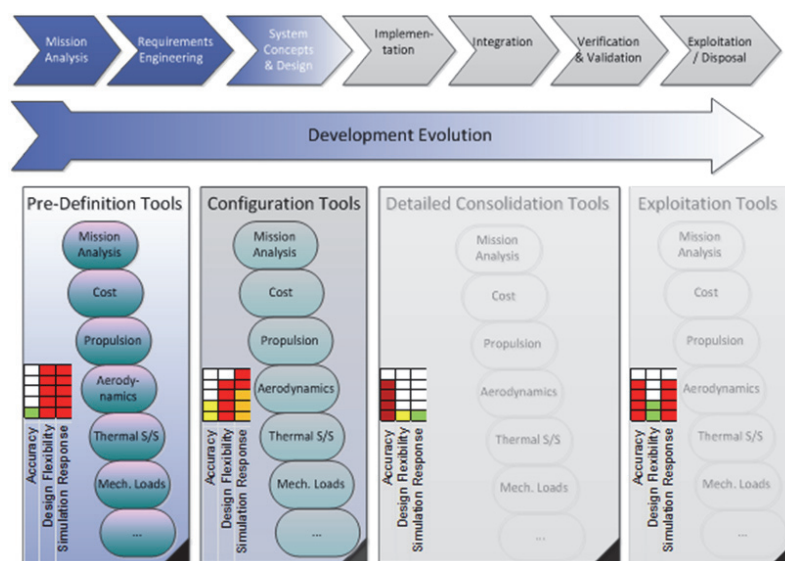 Mission
Analysis
Requirements
Engineering
System
Concepts
& Design
Implemen-
tation
Integration
Verification
& Validation
Exploitation
/ Disposal
Development Evolution
Pre-Definition Tools
Mission
Analysis
Cost
Propulsion
Aerody-
namics
Thermal S/S
Mech. Loads
...
Accuracy
Design Flexibility
Simulation Response
Configuration Tools
Mission
Analysis
Cost
Propulsion
Aerodynamics
Thermal S/S
Mech. Loads
...
Accuracy
Design Flexibility
Simulation Response
Detailed Consolidation Tools
Mission
Analysis
Cost
Propulsion
Aerodynamics
Thermal S/S
Mech. Loads
...
Accuracy
Design Flexibility
Simulation Response
Exploitation Tools
Mission
Analysis
Cost
Propulsion
Aerodynamics
Thermal S/S
Mech. Loads
...
Accuracy
Design Flexibility
Simulation Response